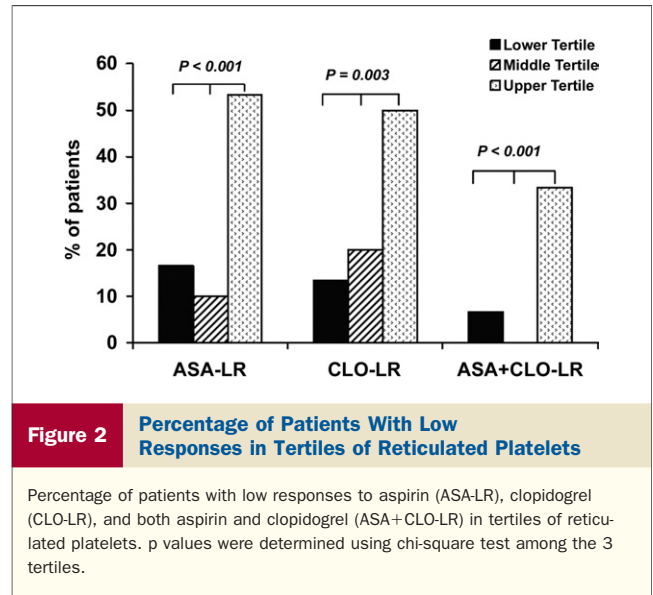 Lower Tertile
Middle Tertile
Upper Tertile
P < 0.001
P = 0.003
P < 0.001
% of patients
60
50
40
30
20
10
0
ASA-LR
CLO-LR
ASA+CLO-LR
Figure 2
Percentage of Patients With Low
Responses in Tertiles of Reticulated Platelets
Percentage of patients with low responses to aspirin (ASA-LR), clopidogrel
(CLO-LR), and both aspirin and clopidogrel (ASA+CLO-LR) in tertiles of reticu-
lated platelets. p values were determined using chi-square test among the 3
tertiles.